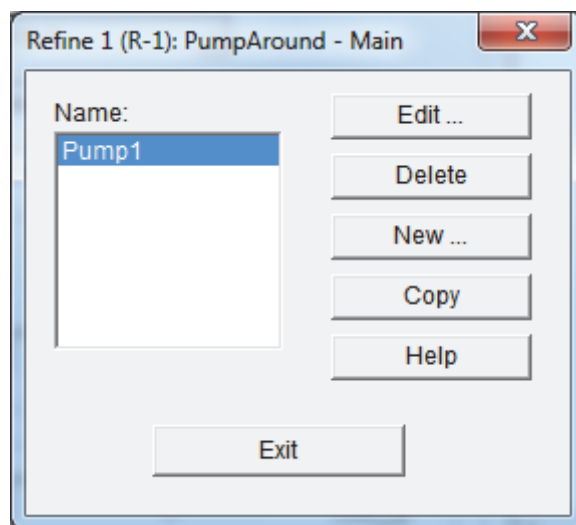 Refine 1 (R-1): PumpAround - Main
Name:
Pump1
Edit ...
Delete
New ...
Copy
Help
Exit